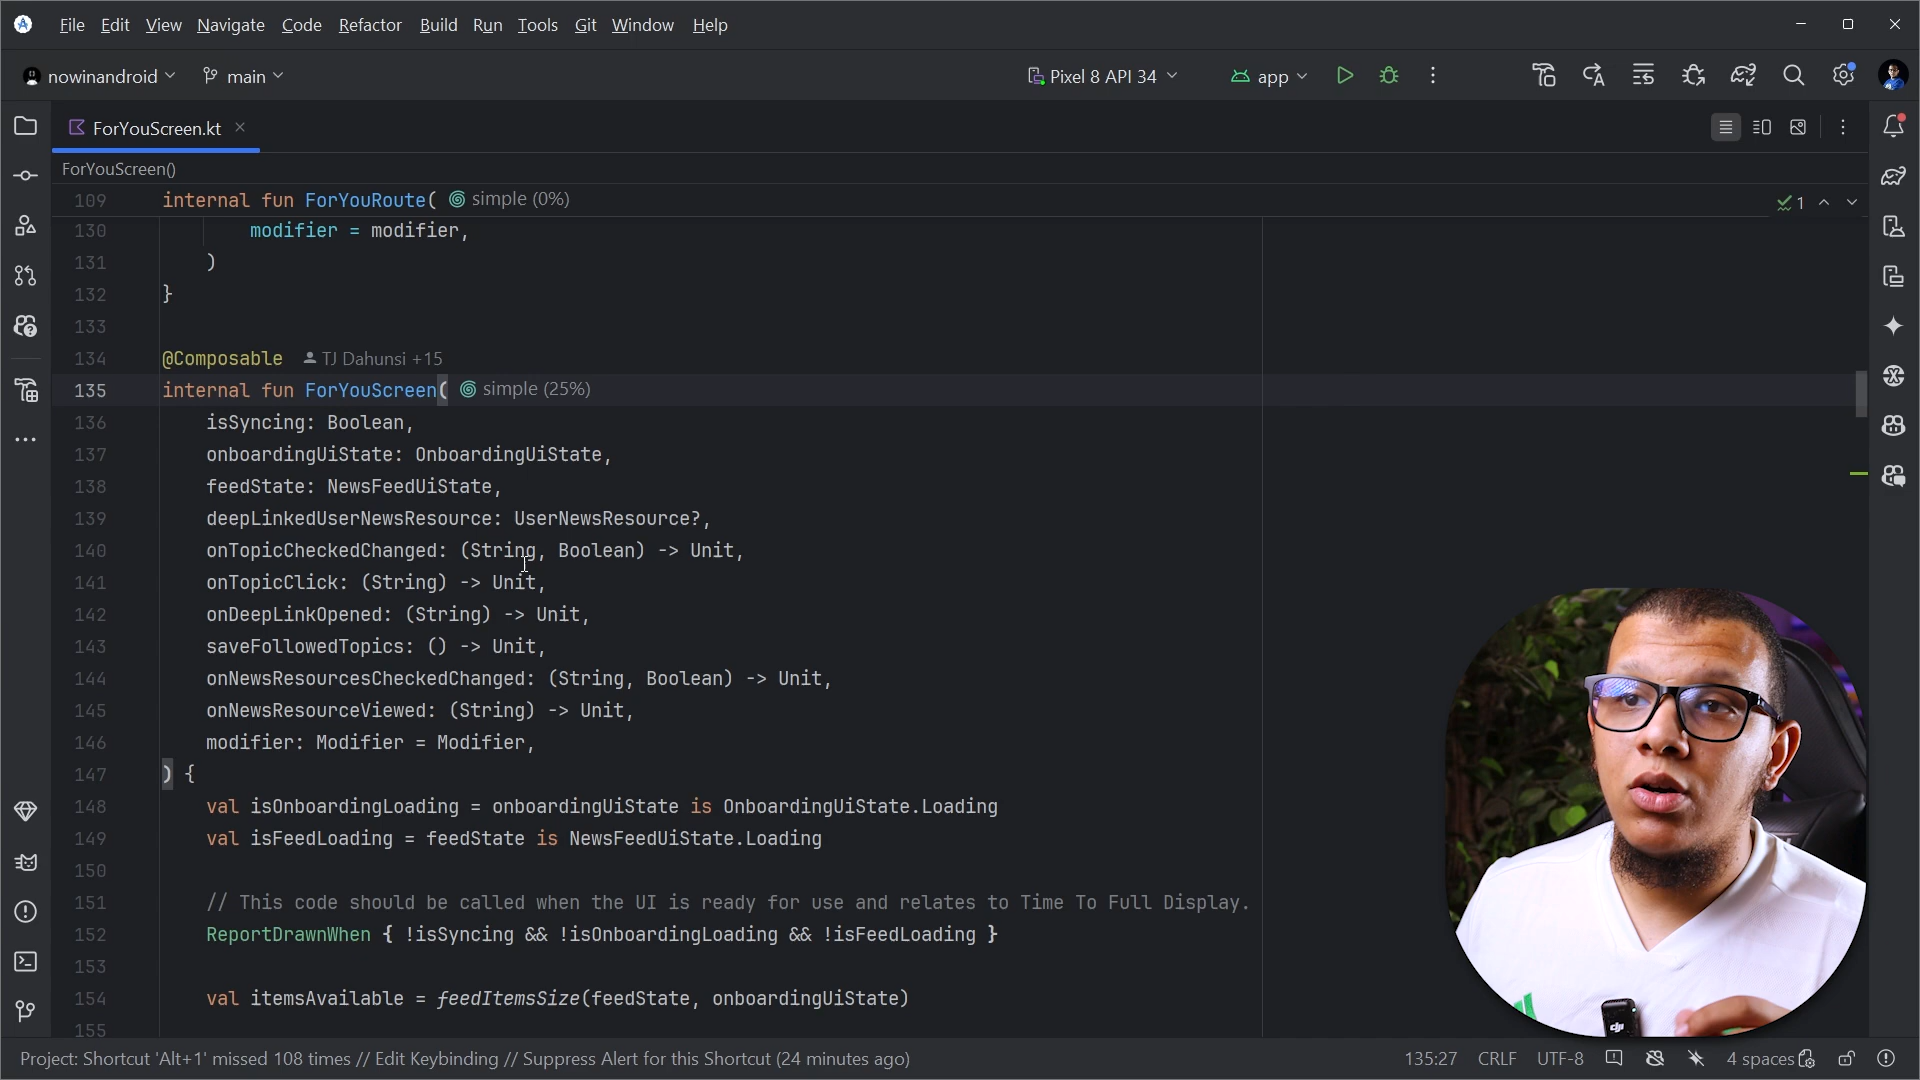 File Edit View Navigate Code Refactor Build Run Tools Git Window Help
nowinandroid main Pixel 8 API 34 app
ForYouScreen.kt
ForYouScreen()
109 internal fun ForYouRoute( simple (0%) 1
130 modifier = modifier,
131 )
132 }
133
134 @Composable TJ Dahunsi +15
135 internal fun ForYouScreen( simple (25%)
136 isSyncing: Boolean,
137 onboardingUiState: OnboardingUiState,
138 feedState: NewsFeedUiState,
139 deepLinkedUserNewsResource: UserNewsResource?,
140 onTopicCheckedChanged: (String, Boolean) -> Unit,
141 onTopicClick: (String) -> Unit,
142 onDeepLinkOpened: (String) -> Unit,
143 saveFollowedTopics: () -> Unit,
144 onNewsResourcesCheckedChanged: (String, Boolean) -> Unit,
145 onNewsResourceViewed: (String) -> Unit,
146 modifier: Modifier = Modifier,
147 ) {
148 val isOnboardingLoading = onboardingUiState is OnboardingUiState.Loading
149 val isFeedLoading = feedState is NewsFeedUiState.Loading
150
151 // This code should be called when the UI is ready for use and relates to Time To Full Display.
152 ReportDrawnWhen { !isSyncing && !isOnboardingLoading && !isFeedLoading }
153
154 val itemsAvailable = feedItemsSize(feedState, onboardingUiState)
155
dji
Project: Shortcut 'Alt+1' missed 108 times // Edit Keybinding // Suppress Alert for this Shortcut (24 minutes ago) 135:27 CRLF UTF-8 4 spaces